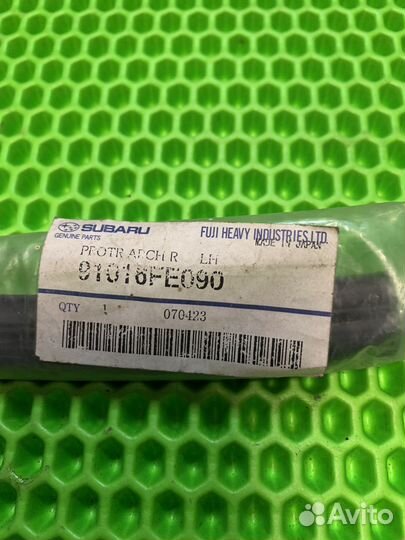 SUBARU
GENUINE PARTS
FUJI HEAVY INDUSTRIES LTD.
MADE IN JAPAN
PROTR ARCH R LH
91016FE090
QTY 1 070423
Avito